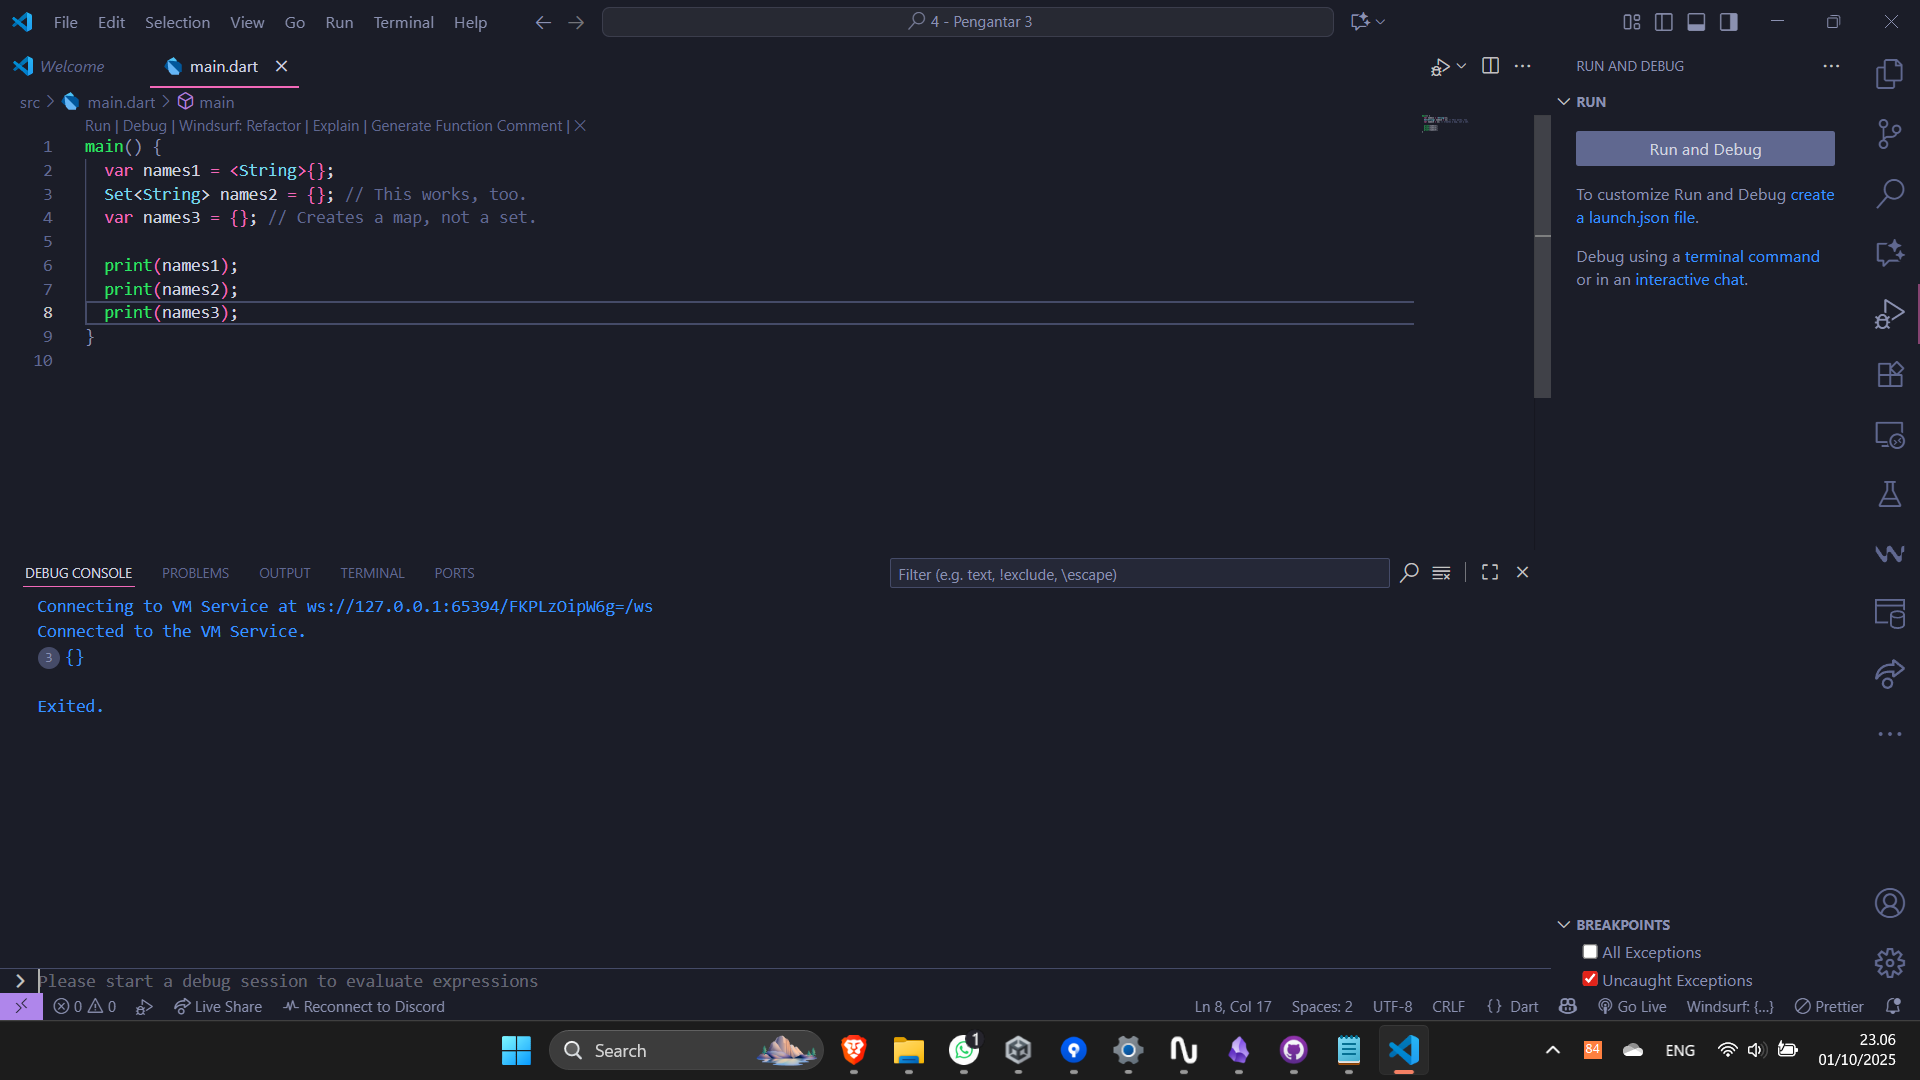 File Edit Selection View Go Run Terminal Help
4 - Pengantar 3
Welcome
main.dart
src > main.dart > main
Run | Debug | Windsurf: Refactor | Explain | Generate Function Comment | ×
1 main() {
2 var names1 = <String>{};
3 Set<String> names2 = {}; // This works, too.
4 var names3 = {}; // Creates a map, not a set.
5
6 print(names1);
7 print(names2);
8 print(names3);
9 }
10
RUN AND DEBUG
RUN
Run and Debug
To customize Run and Debug create
a launch.json file.
Debug using a terminal command
or in an interactive chat.
DEBUG CONSOLE PROBLEMS OUTPUT TERMINAL PORTS
Filter (e.g. text, !exclude, \escape)
Connecting to VM Service at ws://127.0.0.1:65394/FKPLzOipW6g=/ws
Connected to the VM Service.
3 {}
Exited.
BREAKPOINTS
All Exceptions
Uncaught Exceptions
Please start a debug session to evaluate expressions
0 0 Live Share Reconnect to Discord
Ln 8, Col 17 Spaces: 2 UTF-8 CRLF {} Dart Go Live Windsurf: {...} Prettier
Search
1
84
ENG
23.06
01/10/2025